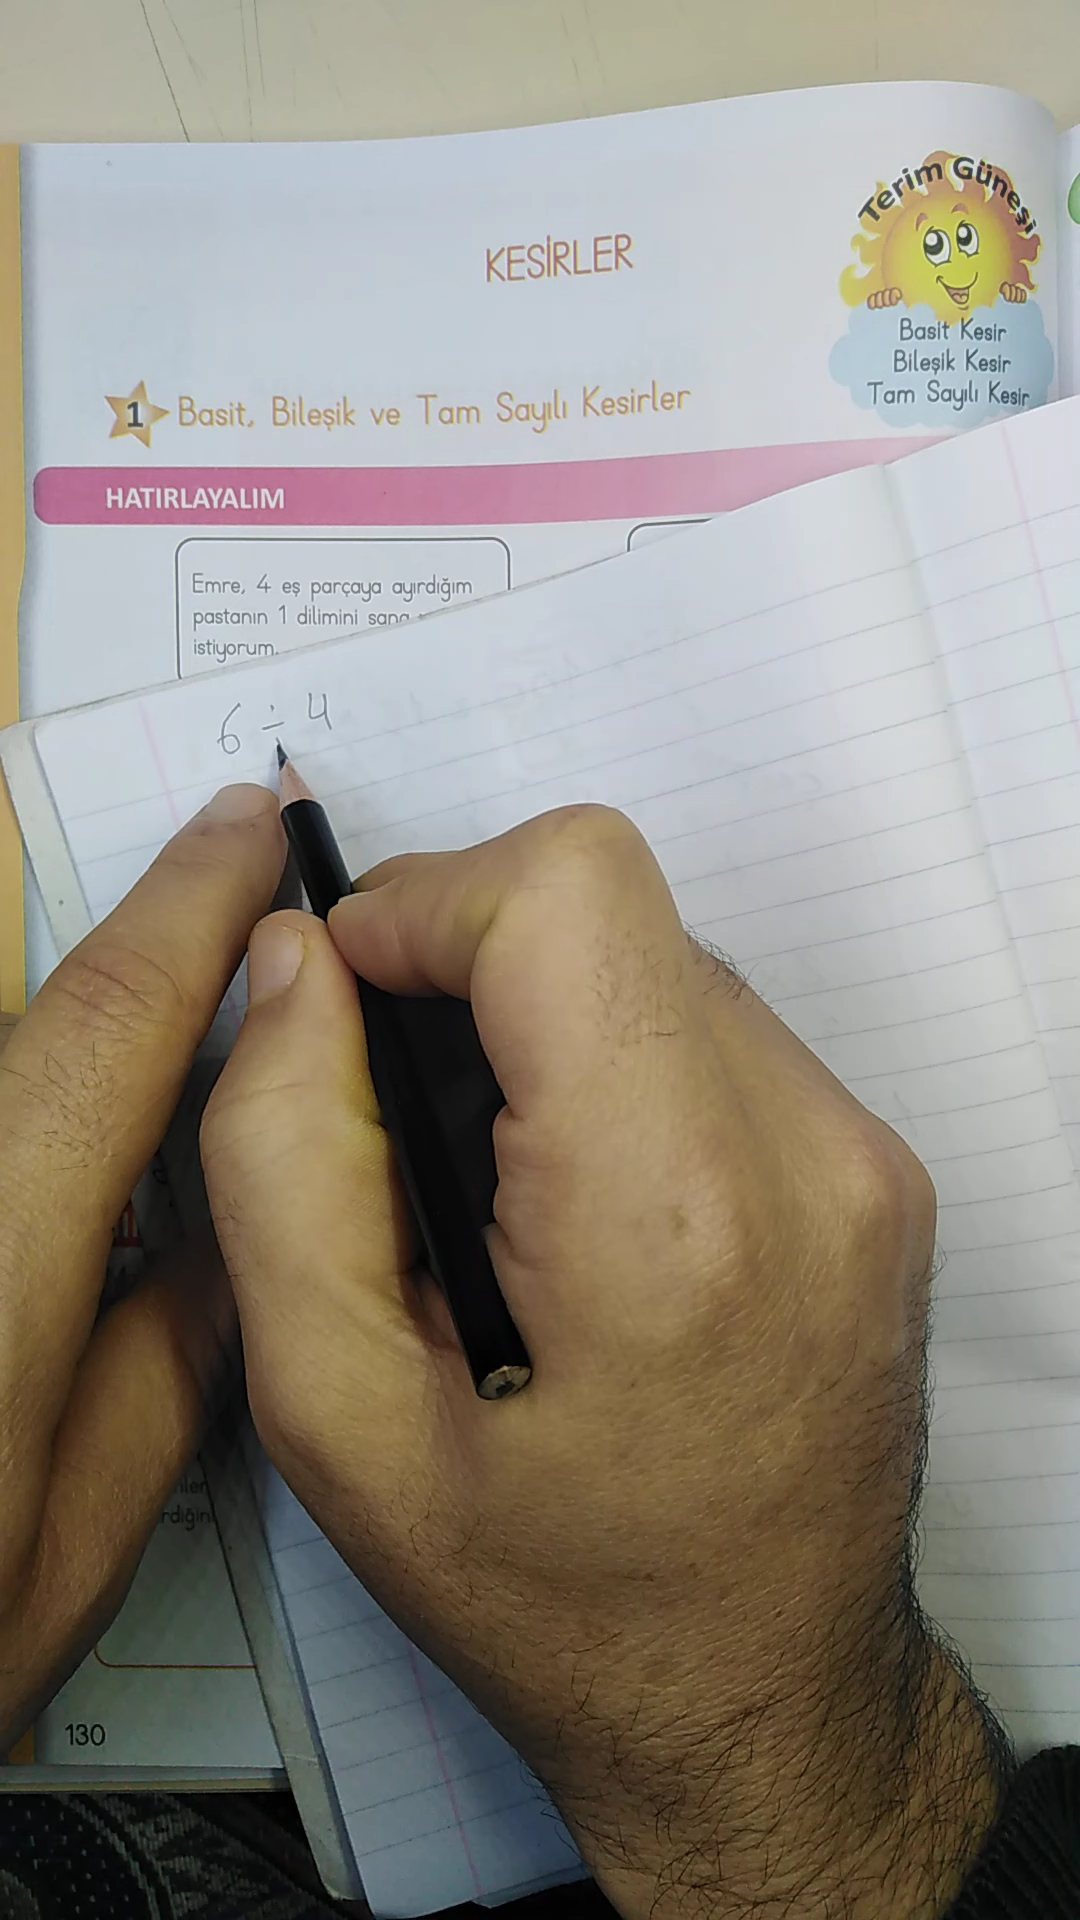 Terim Güneşi
KESİRLER
Basit Kesir
Bileşik Kesir
Tam Sayılı Kesir
1 Basit, Bileşik ve Tam Sayılı Kesirler
HATIRLAYALIM
Emre, 4 eş parçaya ayırdığım
pastanın 1 dilimini sana
istiyorum.
6 ÷ 4
130